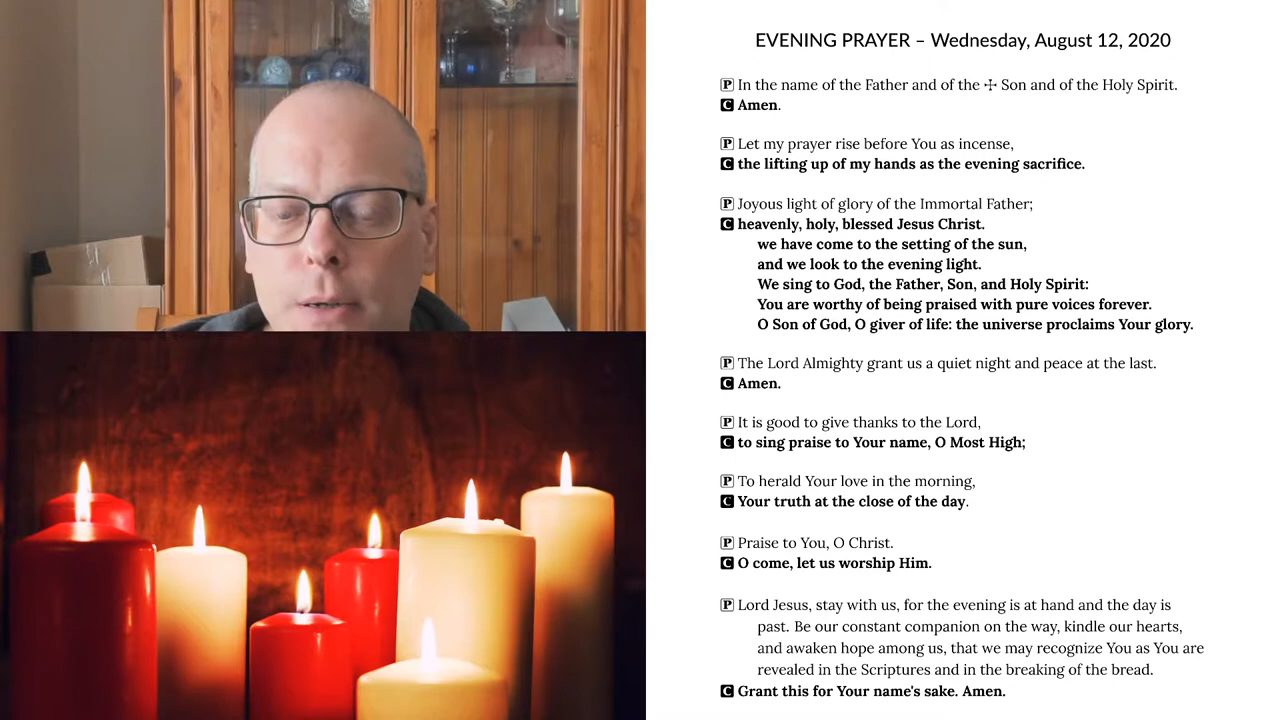 EVENING PRAYER – Wednesday, August 12, 2020
P In the name of the Father and of the ☩ Son and of the Holy Spirit.
C Amen.
P Let my prayer rise before You as incense,
C the lifting up of my hands as the evening sacrifice.
P Joyous light of glory of the Immortal Father;
C heavenly, holy, blessed Jesus Christ.
we have come to the setting of the sun,
and we look to the evening light.
We sing to God, the Father, Son, and Holy Spirit:
You are worthy of being praised with pure voices forever.
O Son of God, O giver of life: the universe proclaims Your glory.
P The Lord Almighty grant us a quiet night and peace at the last.
C Amen.
P It is good to give thanks to the Lord,
C to sing praise to Your name, O Most High;
P To herald Your love in the morning,
C Your truth at the close of the day.
P Praise to You, O Christ.
C O come, let us worship Him.
P Lord Jesus, stay with us, for the evening is at hand and the day is
past. Be our constant companion on the way, kindle our hearts,
and awaken hope among us, that we may recognize You as You are
revealed in the Scriptures and in the breaking of the bread.
C Grant this for Your name's sake. Amen.